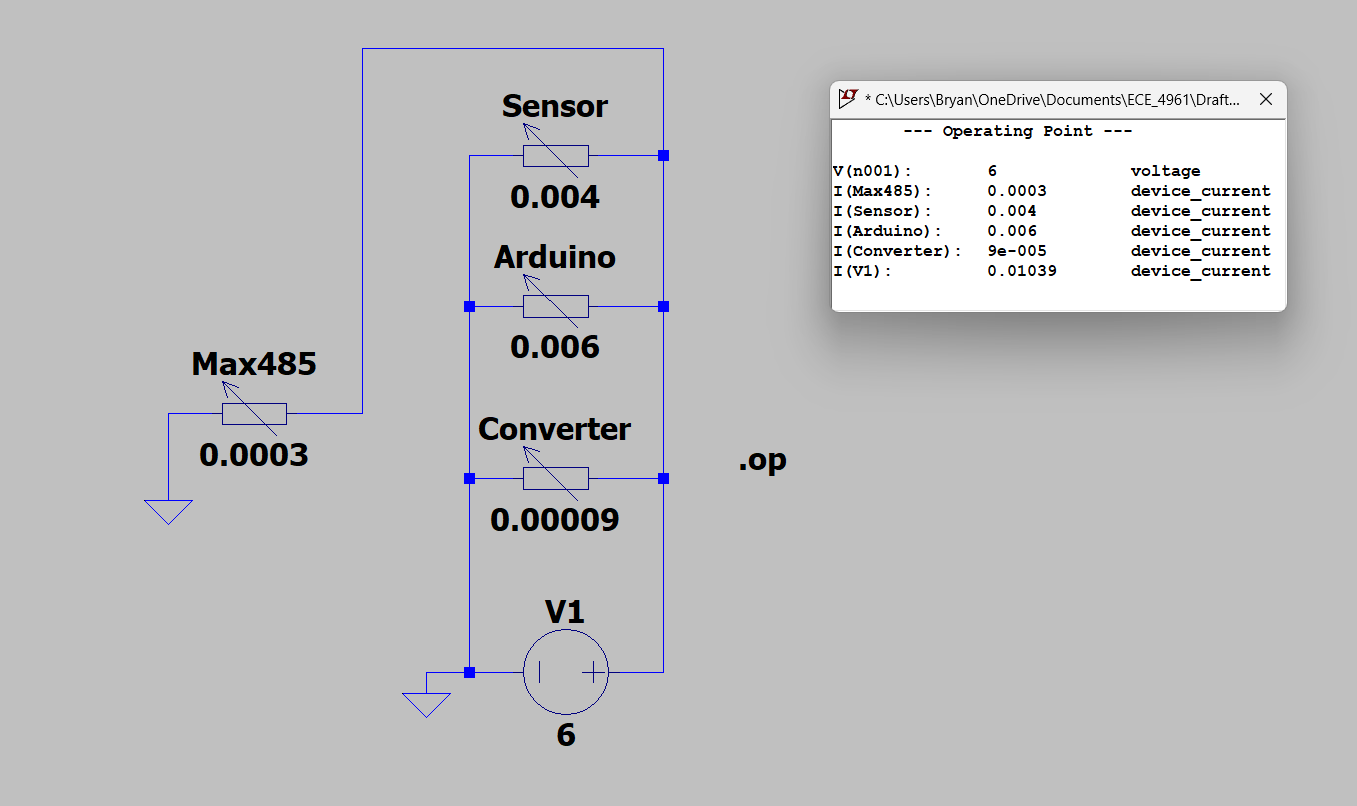 Sensor
0.004
Arduino
0.006
Max485
0.0003
Converter
0.00009
.op
V1
6
* C:\Users\Bryan\OneDrive\Documents\ECE_4961\Draft...
--- Operating Point ---
V(n001): 6 voltage
I(Max485): 0.0003 device_current
I(Sensor): 0.004 device_current
I(Arduino): 0.006 device_current
I(Converter): 9e-005 device_current
I(V1): 0.01039 device_current